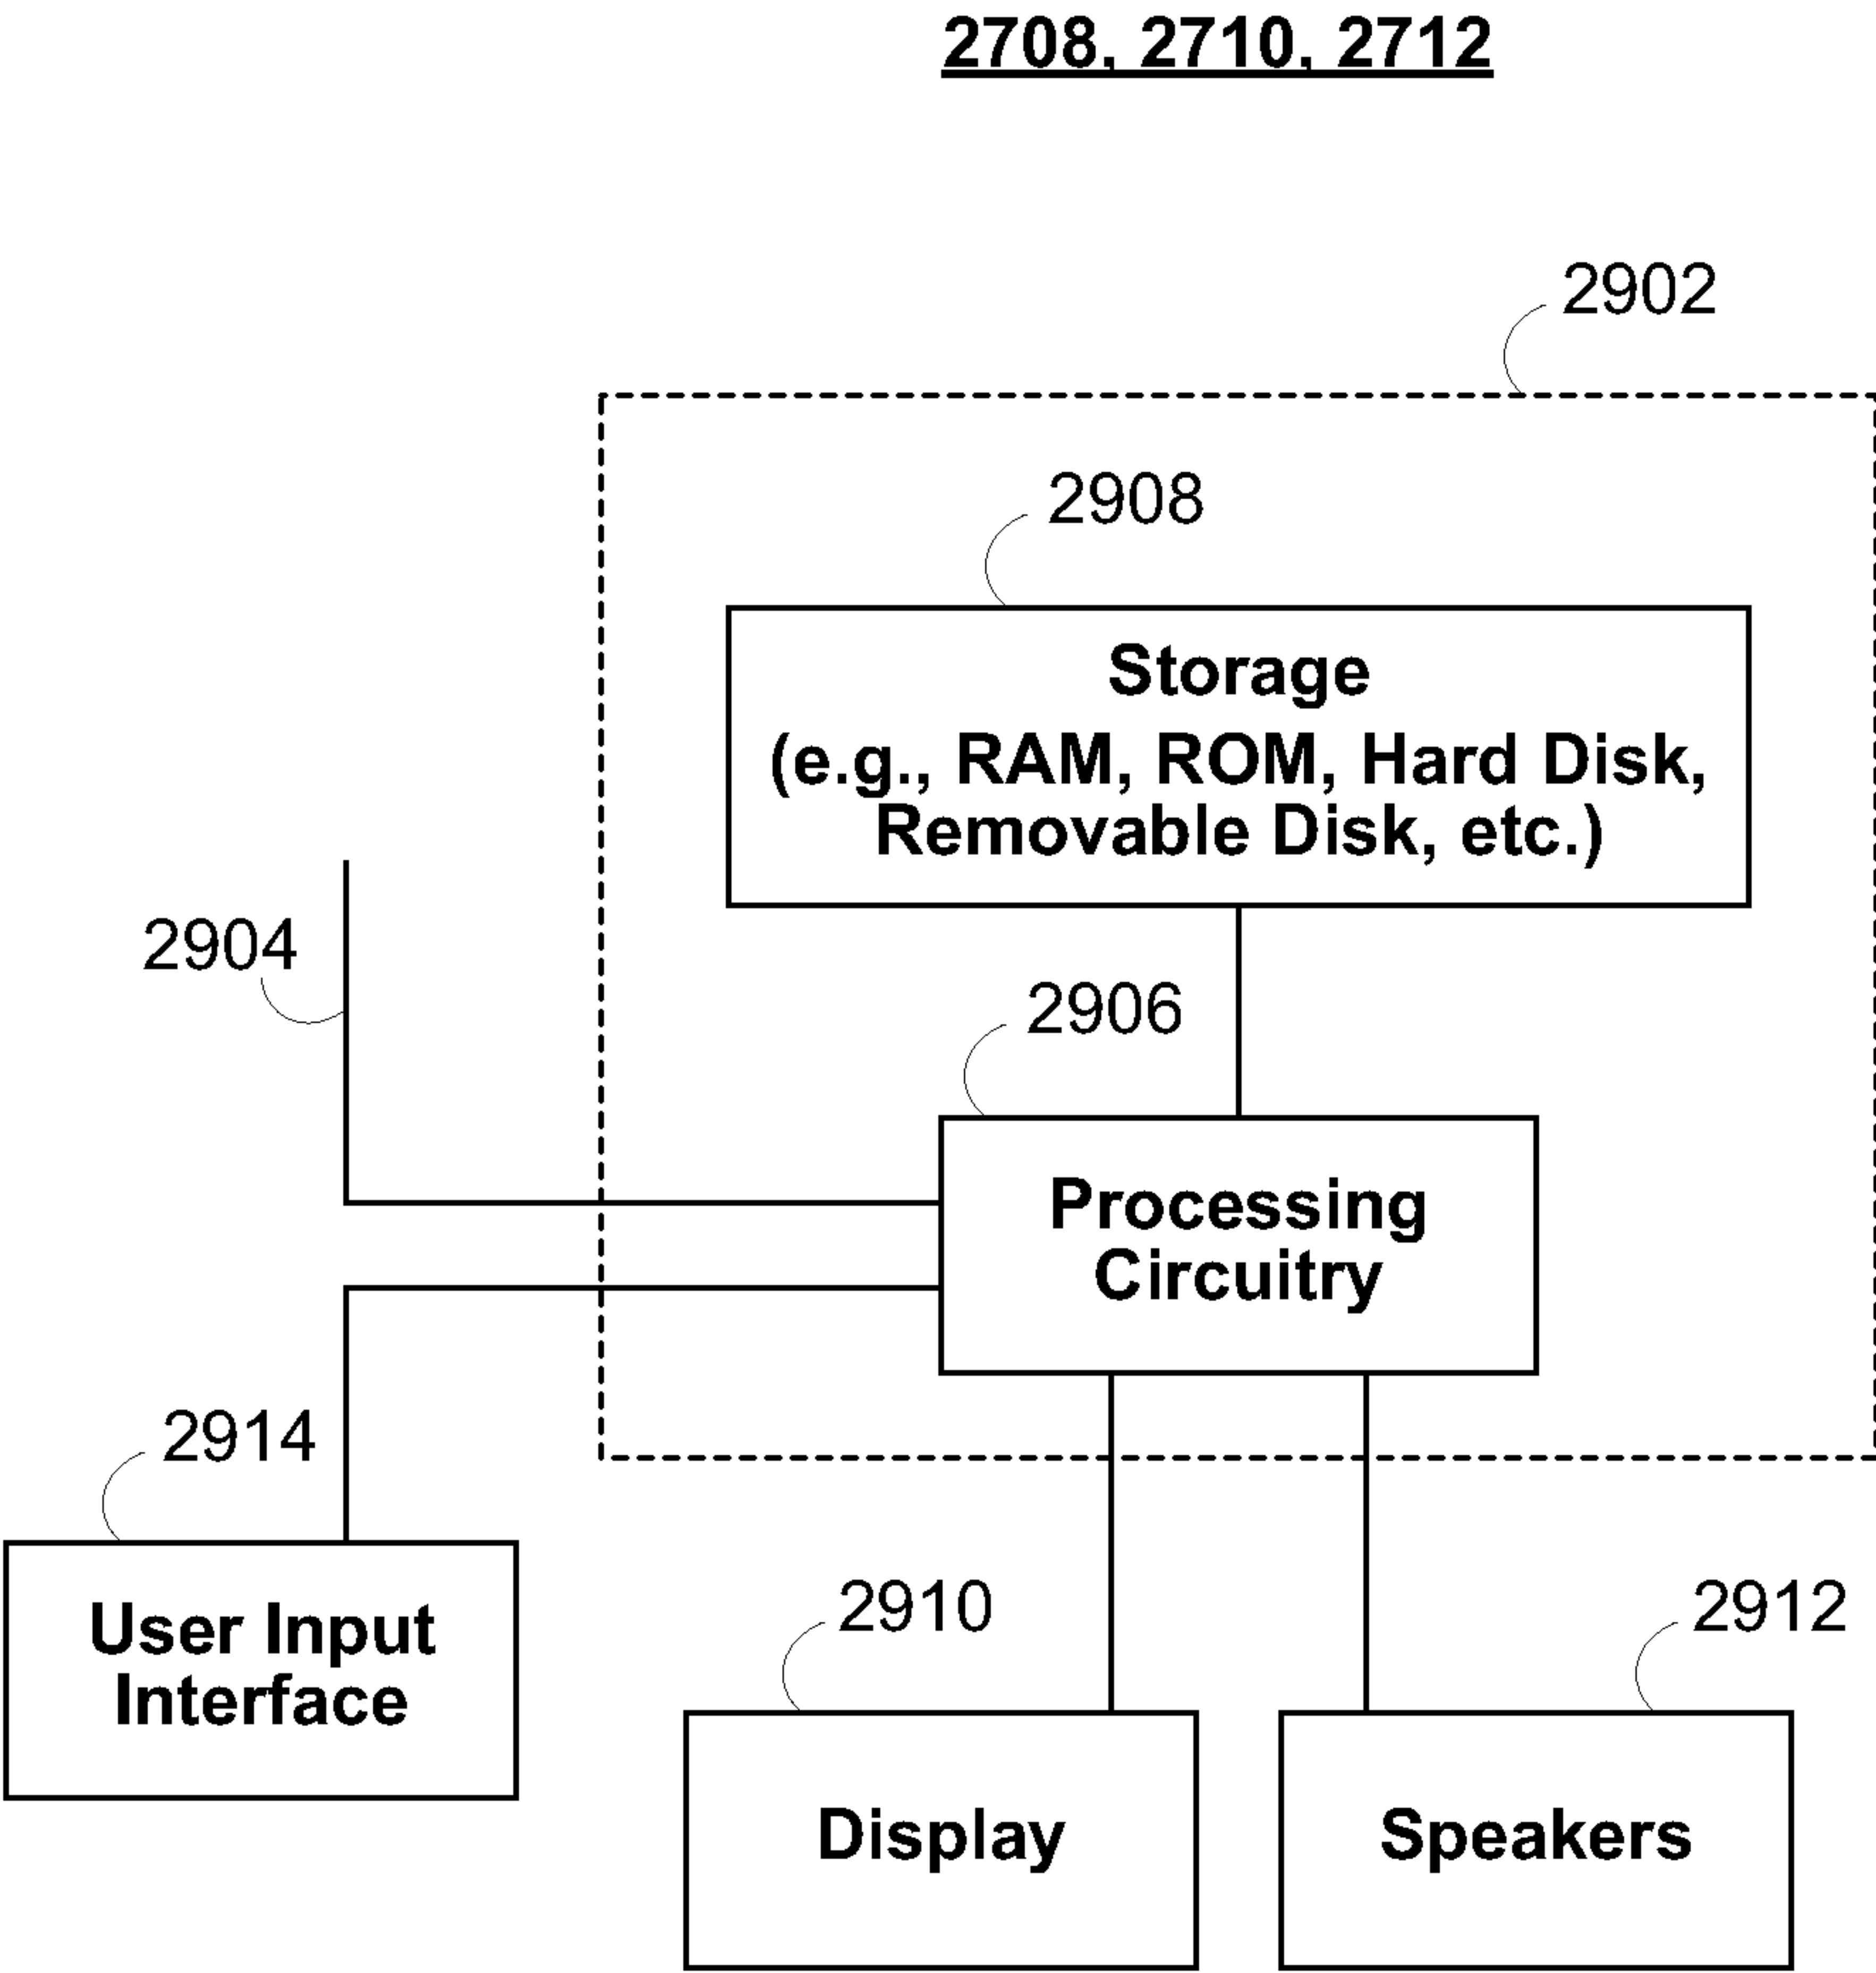 2708, 2710, 2712
2902
2908
Storage
(e.g., RAM, ROM, Hard Disk,
Removable Disk, etc.)
2904
2906
Processing
Circuitry
2914
User Input
Interface
2910
Display
2912
Speakers